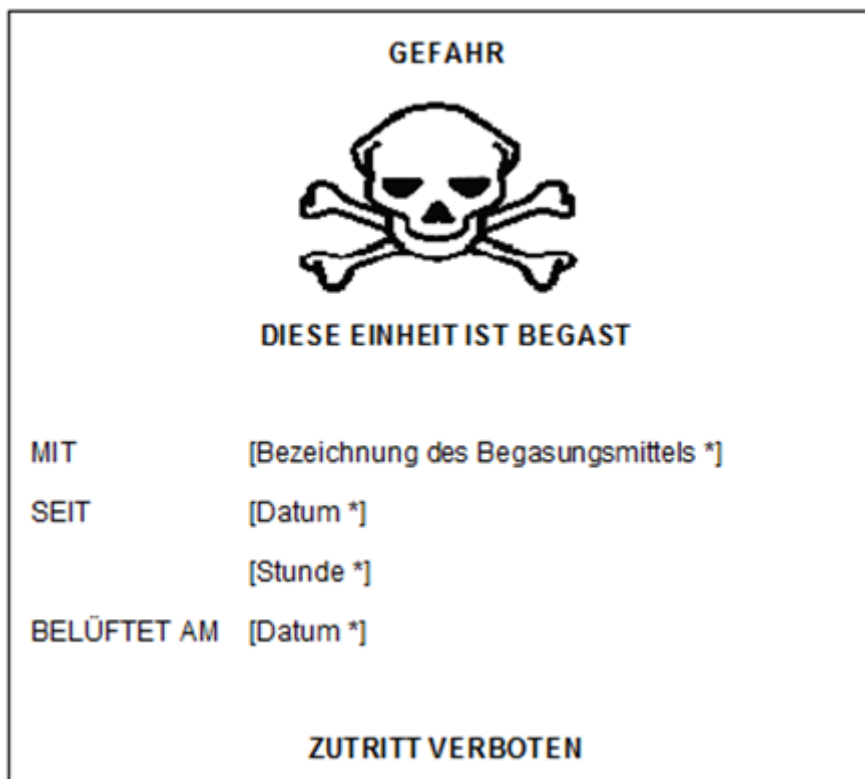 GEFAHR
DIESE EINHEIT IST BEGAST
MIT [Bezeichnung des Begasungsmittels *]
SEIT [Datum *]
[Stunde *]
BELÜFTET AM [Datum *]
ZUTRITT VERBOTEN